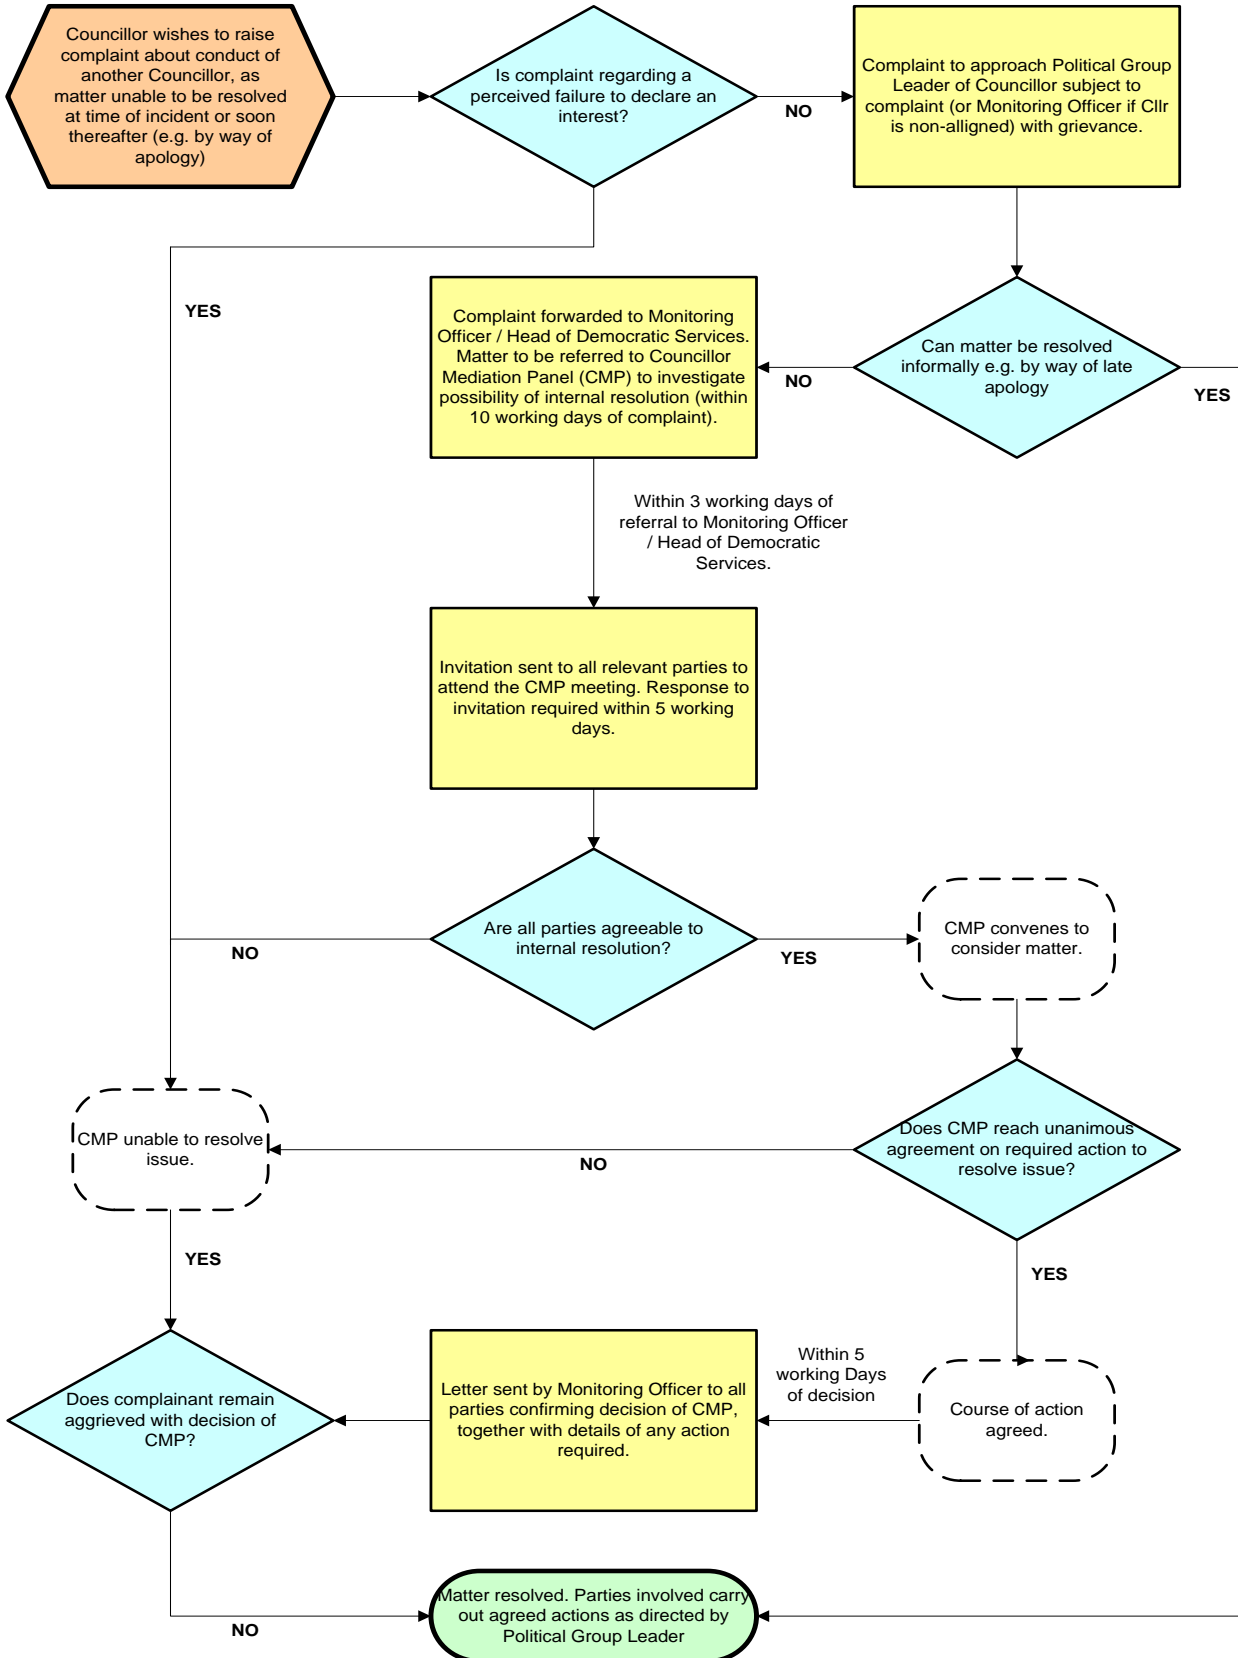 Councillor wishes to raise
complaint about conduct of
another Councillor, as
matter unable to be resolved
at time of incident or soon
thereafter (e.g. by way of
apology)
Is complaint regarding a
perceived failure to declare an
interest?
NO
Complaint to approach Political Group
Leader of Councillor subject to
complaint (or Monitoring Officer if Cllr
is non-alligned) with grievance.
YES
Complaint forwarded to Monitoring
Officer / Head of Democratic Services.
Matter to be referred to Councillor
Mediation Panel (CMP) to investigate
possibility of internal resolution (within
10 working days of complaint).
NO
Can matter be resolved
informally e.g. by way of late
apology
YES
Within 3 working days of
referral to Monitoring Officer
/ Head of Democratic
Services.
Invitation sent to all relevant parties to
attend the CMP meeting. Response to
invitation required within 5 working
days.
NO
Are all parties agreeable to
internal resolution?
YES
CMP convenes to
consider matter.
CMP unable to resolve
issue.
NO
Does CMP reach unanimous
agreement on required action to
resolve issue?
YES
YES
Does complainant remain
aggrieved with decision of
CMP?
Letter sent by Monitoring Officer to all
parties confirming decision of CMP,
together with details of any action
required.
Within 5
working Days
of decision
Course of action
agreed.
NO
Matter resolved. Parties involved carry
out agreed actions as directed by
Political Group Leader